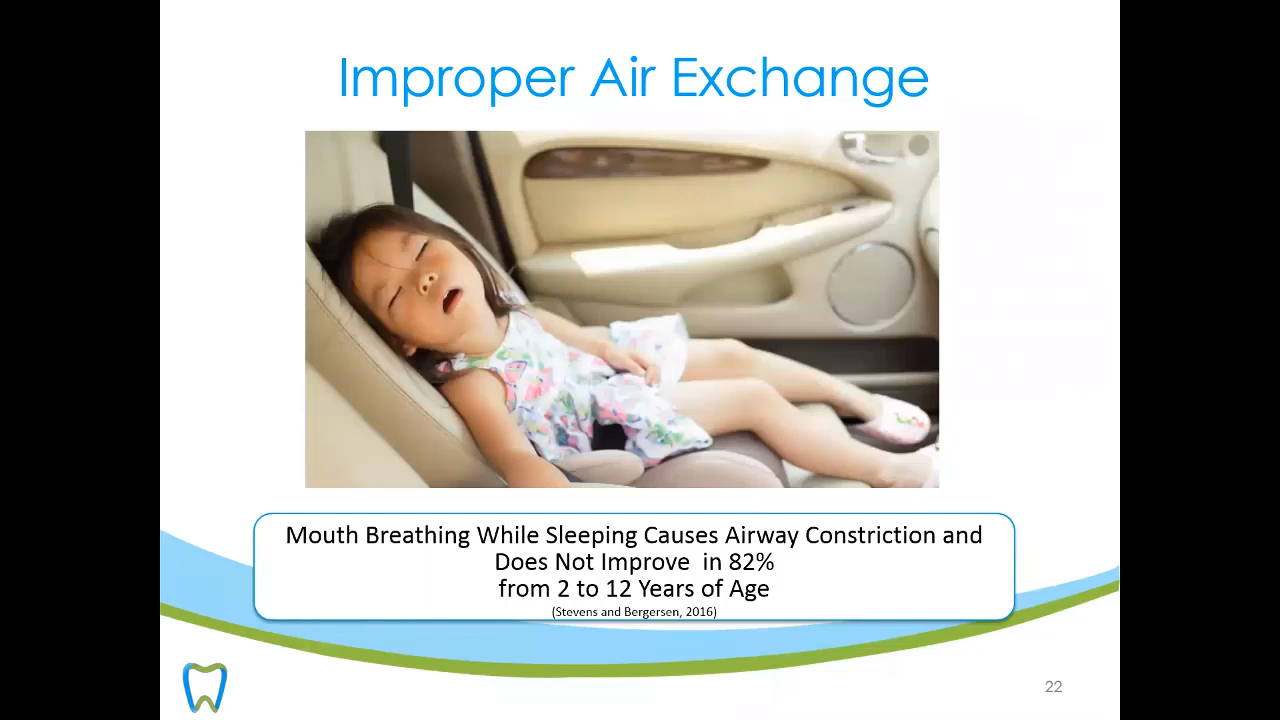 Improper Air Exchange
Mouth Breathing While Sleeping Causes Airway Constriction and
Does Not Improve  in 82%
from 2 to 12 Years of Age
(Stevens and Bergersen, 2016)
22